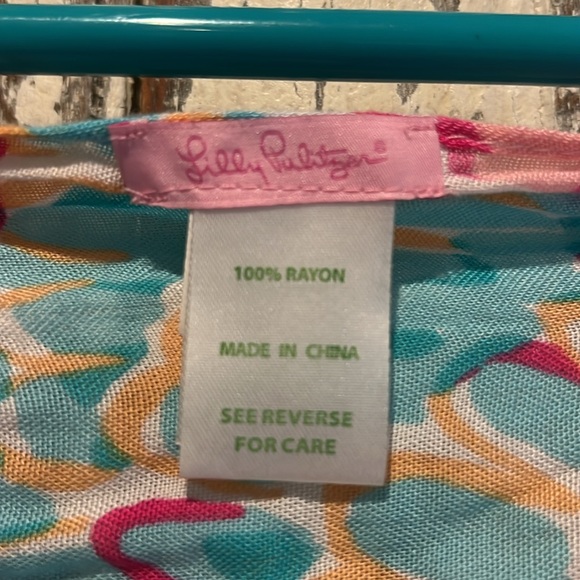 Lilly Pulitzer®
100% RAYON
MADE IN CHINA
SEE REVERSE
FOR CARE